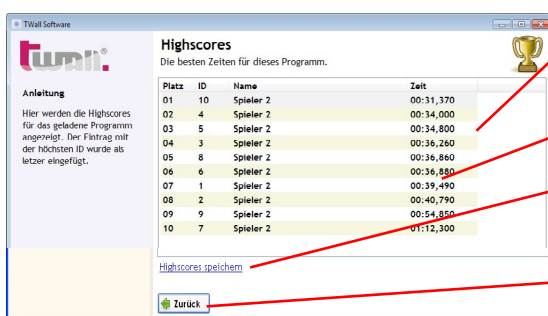 TWall Software
twall®
Anleitung
Hier werden die Highscores
für das geladene Programm
angezeigt. Der Eintrag mit
der höchsten ID wurde als
letzer eingefügt.
Highscores
Die besten Zeiten für dieses Programm.
Platz ID Name Zeit
01 10 Spieler 2 00:31,370
02 4 Spieler 2 00:34,000
03 5 Spieler 2 00:34,800
04 3 Spieler 2 00:36,260
05 8 Spieler 2 00:36,860
06 6 Spieler 2 00:36,880
07 1 Spieler 2 00:39,490
08 2 Spieler 2 00:40,790
09 9 Spieler 2 00:54,850
10 7 Spieler 2 01:12,300
Highscores speichern
Zurück